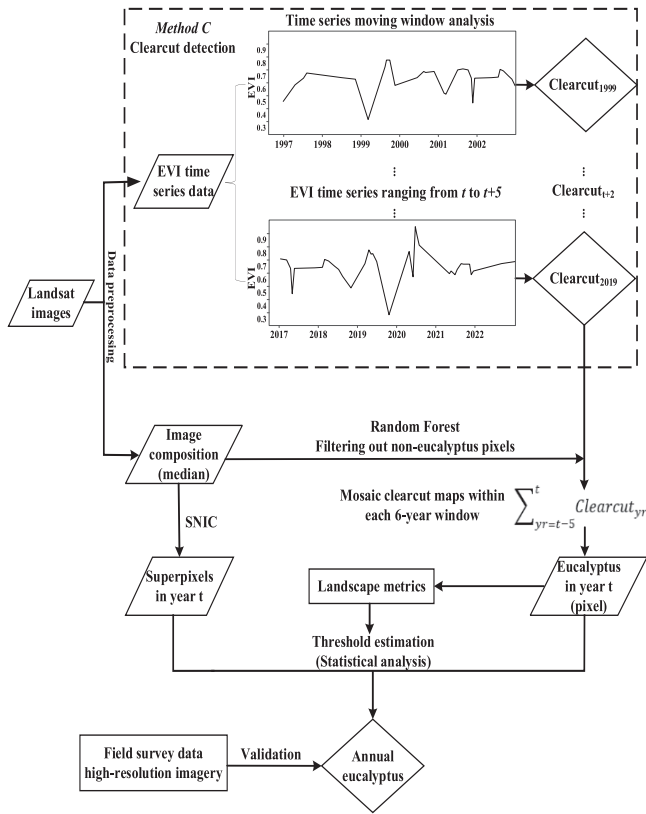 Method C
Clearcut detection
Time series moving window analysis
EVI
0.9
0.8
0.7
0.6
0.5
0.4
0.3
1997 1998 1999 2000 2001 2002
Clearcut1999
EVI time series data
EVI time series ranging from t to t+5
Clearcutt+2
EVI
0.9
0.8
0.7
0.6
0.5
0.4
0.3
2017 2018 2019 2020 2021 2022
Clearcut2019
Landsat
images
Data preprocessing
Image
composition
(median)
Random Forest
Filtering out non-eucalyptus pixels
SNIC
Mosaic clearcut maps within
each 6-year window
∑ t yr=t−5 Clearcutyr
Superpixels
in year t
Landscape metrics
Eucalyptus
in year t
(pixel)
Threshold estimation
(Statistical analysis)
Field survey data
high-resolution imagery
Validation
Annual
eucalyptus